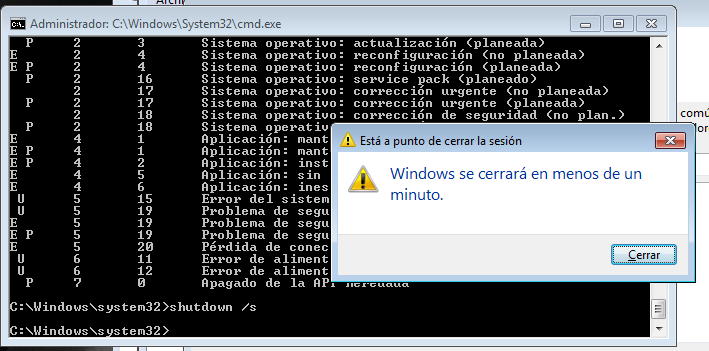 Archi
Administrador: C:\Windows\System32\cmd.exe
P 2 3 Sistema operativo: actualización (planeada)
E 2 4 Sistema operativo: reconfiguración (no planeada)
E P 2 4 Sistema operativo: reconfiguración (planeada)
P 2 16 Sistema operativo: service pack (planeado)
2 17 Sistema operativo: corrección urgente (no planeada)
P 2 17 Sistema operativo: corrección urgente (planeada)
2 18 Sistema operativo: corrección de seguridad (no plan.)
P 2 18 Sistema operativo:
E 4 1 Aplicación: mant
E P 4 1 Aplicación: mant
E P 4 2 Aplicación: inst
E 4 5 Aplicación: sin
E 4 6 Aplicación: ines
U 5 15 Error del sistem
U 5 19 Problema de segu
E 5 19 Problema de segu
E P 5 19 Problema de segu
E 5 20 Pérdida de conec
U 6 11 Error de aliment
U 6 12 Error de aliment
P 7 0 Apagado de la API heredada
C:\Windows\system32>shutdown /s
C:\Windows\system32>
Está a punto de cerrar la sesión
Windows se cerrará en menos de un
minuto.
Cerrar
comú